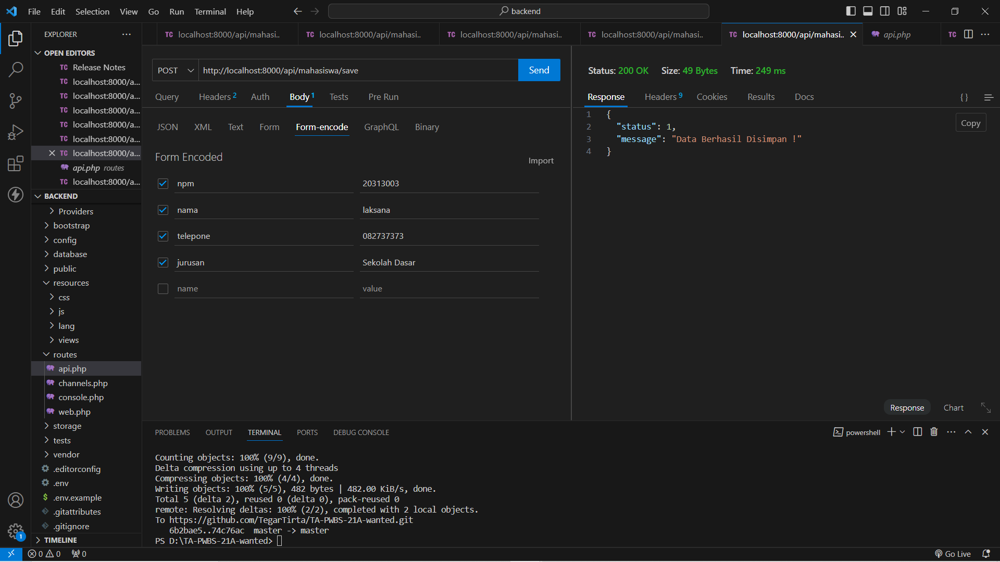 File Edit Selection View Go Run Terminal Help
backend
EXPLORER
OPEN EDITORS
TC Release Notes
TC localhost:8000/a...
TC localhost:8000/a...
TC localhost:8000/a...
TC localhost:8000/a...
TC localhost:8000/a...
TC localhost:8000/a...
api.php routes
TC localhost:8000/a...
BACKEND
Providers
bootstrap
config
database
public
resources
css
js
lang
views
routes
api.php
channels.php
console.php
web.php
storage
tests
vendor
.editorconfig
.env
$ .env.example
.gitattributes
.gitignore
TIMELINE
1
TC localhost:8000/api/mahasi..
TC localhost:8000/api/mahasi..
TC localhost:8000/api/mahasi..
TC localhost:8000/api/mahasi..
TC localhost:8000/api/mahasi..
api.php
TC
POST http://localhost:8000/api/mahasiswa/save Send
Query Headers 2 Auth Body 1 Tests Pre Run
JSON XML Text Form Form-encode GraphQL Binary
Form Encoded
Import
npm 20313003
nama laksana
telepone 082737373
jurusan Sekolah Dasar
name value
Status: 200 OK Size: 49 Bytes Time: 249 ms
Response Headers 9 Cookies Results Docs { }
Copy
1 {
2 "status": 1,
3 "message": "Data Berhasil Disimpan !"
4 }
Response Chart
PROBLEMS OUTPUT TERMINAL PORTS DEBUG CONSOLE
powershell
Counting objects: 100% (9/9), done.
Delta compression using up to 4 threads
Compressing objects: 100% (4/4), done.
Writing objects: 100% (5/5), 482 bytes | 482.00 KiB/s, done.
Total 5 (delta 2), reused 0 (delta 0), pack-reused 0
remote: Resolving deltas: 100% (2/2), completed with 2 local objects.
To https://github.com/TegarTirta/TA-PWBS-21A-wanted.git
6b2bae5..74c76ac master -> master
PS D:\TA-PWBS-21A-wanted>
0 0 0
Go Live